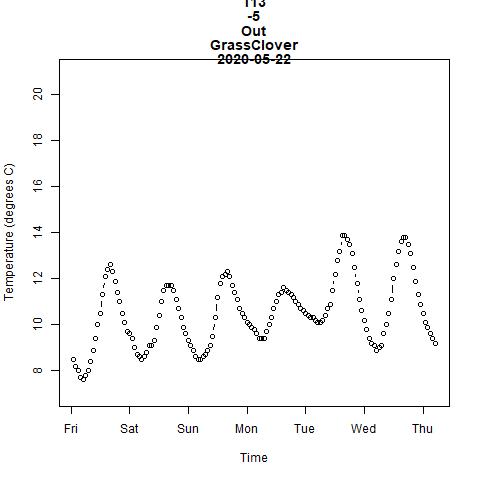 T13
-5
Out
GrassClover
2020-05-22
Temperature (degrees C)
20
18
16
14
12
10
8
Fri Sat Sun Mon Tue Wed Thu
Time